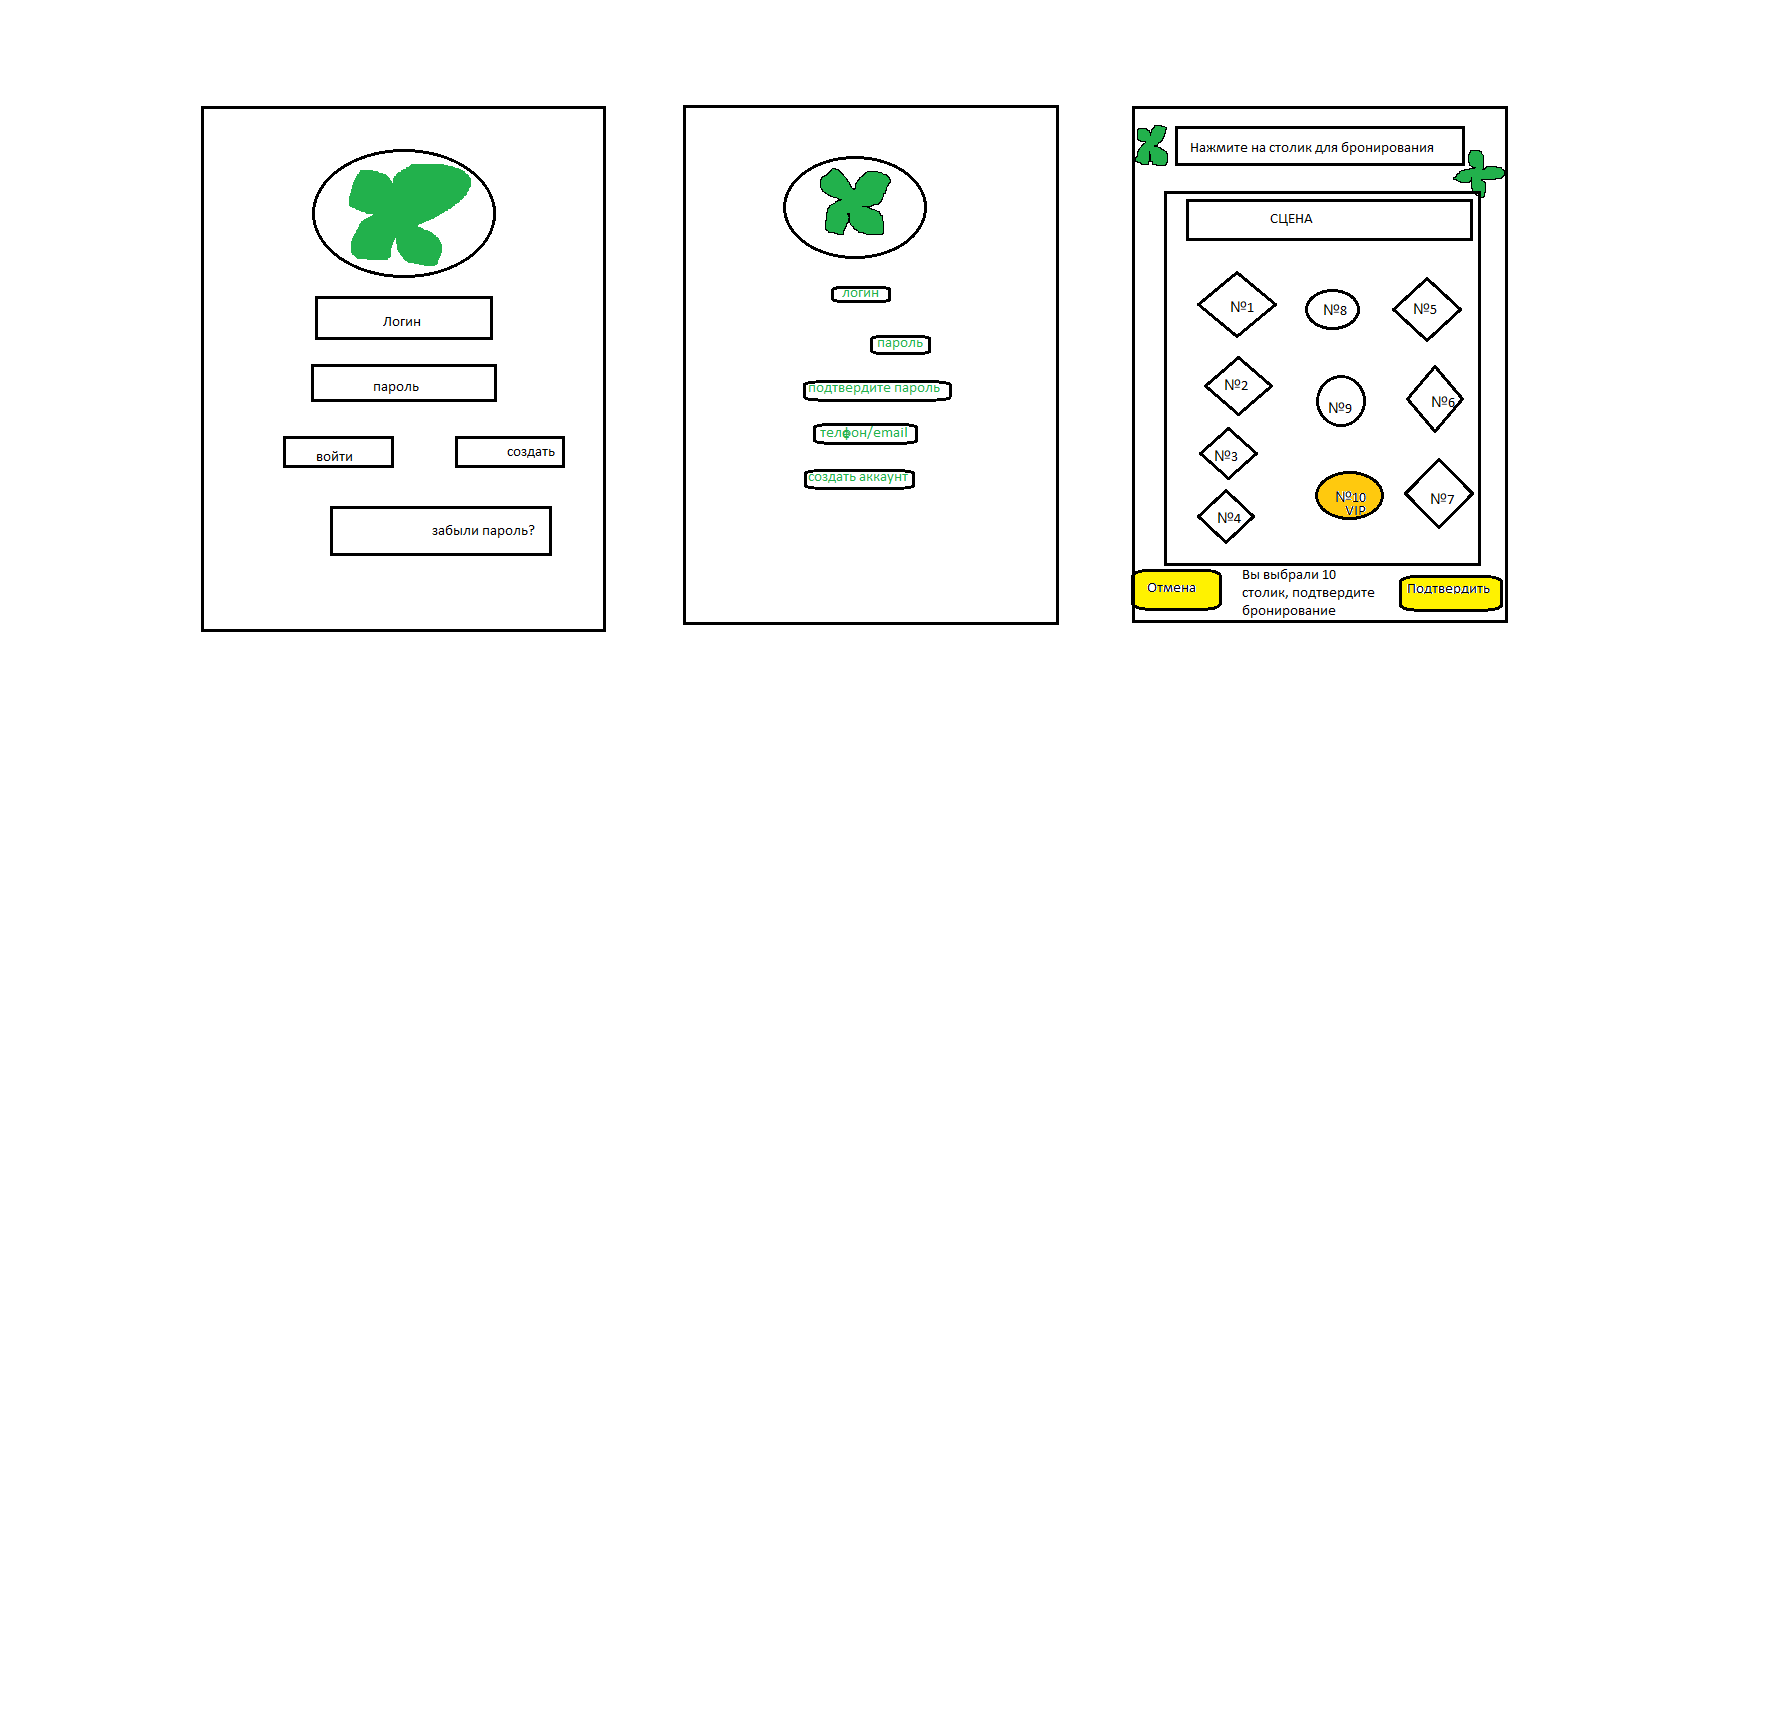 Логин
пароль
войти
создать
забыли пароль?
логин
пароль
подтвердите пароль
телфон/email
создать аккаунт
Нажмите на столик для бронирования
СЦЕНА
№1
№8
№5
№2
№9
№6
№3
№10
VIP
№7
№4
Отмена
Вы выбрали 10
столик, подтвердите
бронирование
Подтвердить